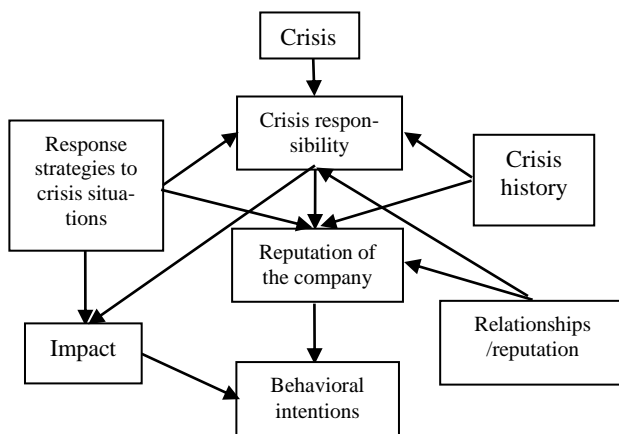 Crisis
Crisis respon-
sibility
Response
strategies to
crisis situa-
tions
Crisis
history
Reputation of
the company
Relationships
/reputation
Impact
Behavioral
intentions